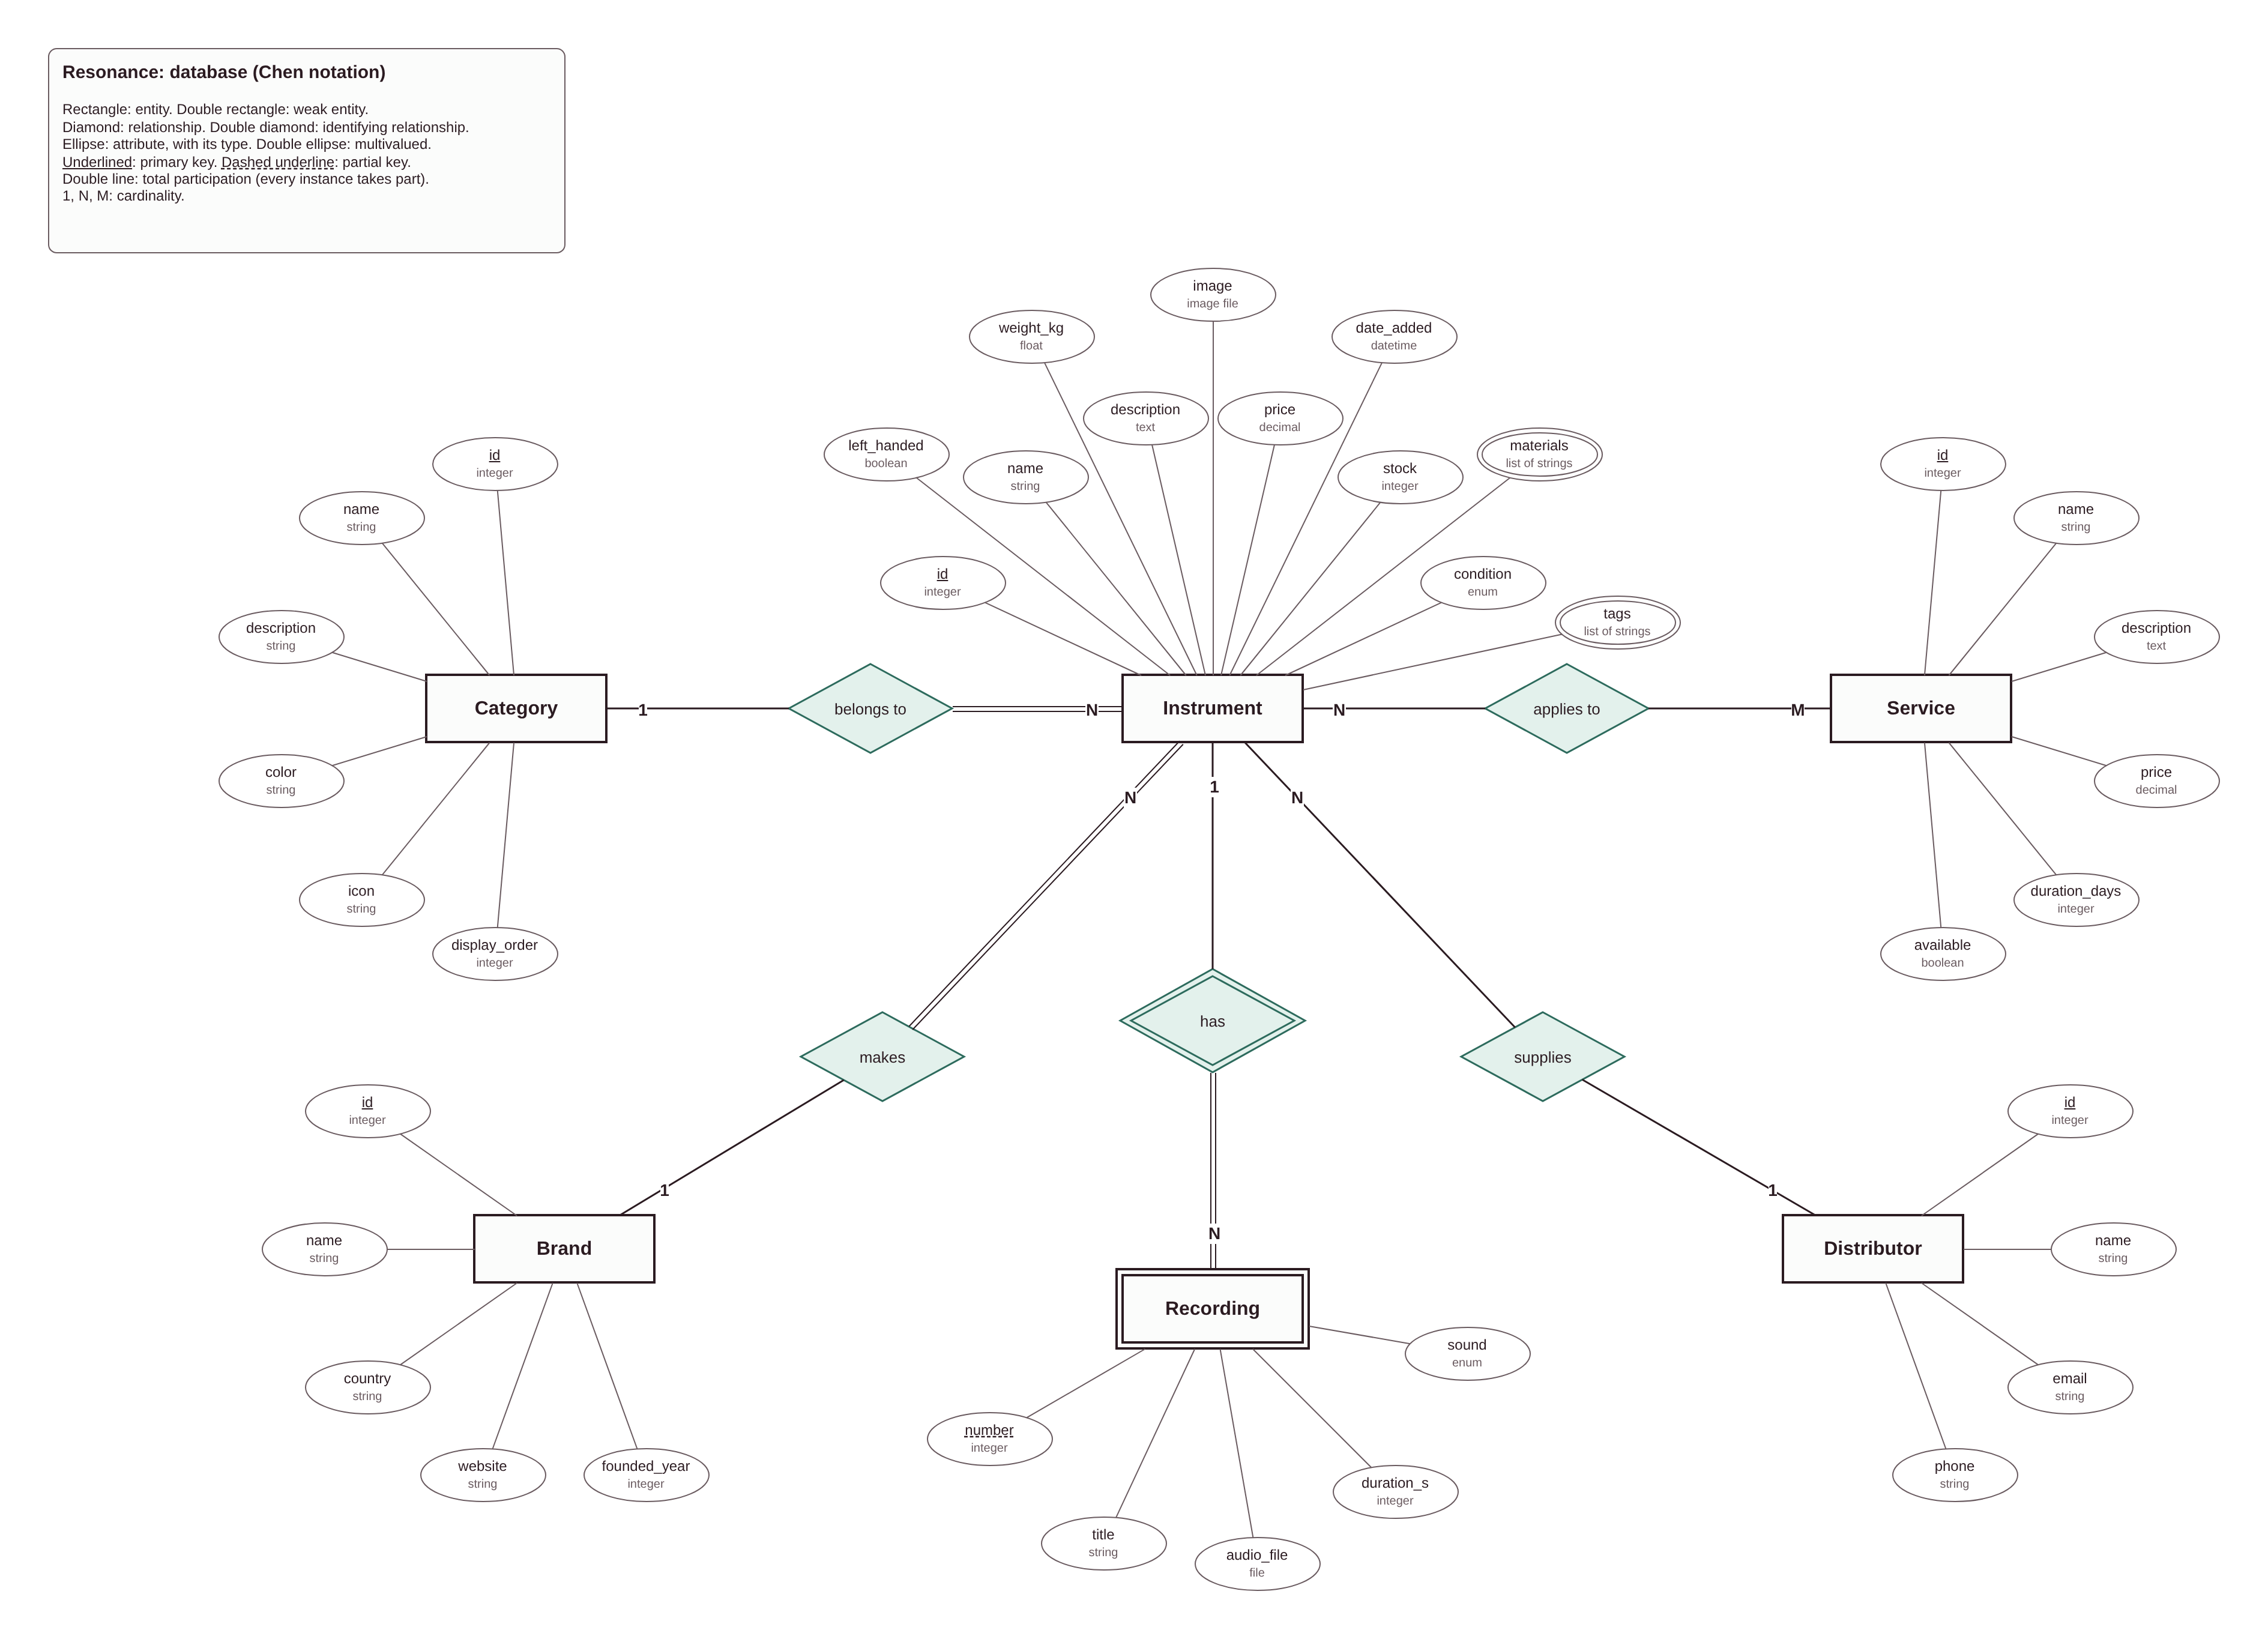 Resonance: database (Chen notation)
Rectangle: entity. Double rectangle: weak entity.
Diamond: relationship. Double diamond: identifying relationship.
Ellipse: attribute, with its type. Double ellipse: multivalued.
Underlined: primary key. Dashed underline: partial key.
Double line: total participation (every instance takes part).
1, N, M: cardinality.
image
image file
weight_kg
float
date_added
datetime
description
text
price
decimal
left_handed
boolean
name
string
stock
integer
materials
list of strings
id
integer
condition
enum
tags
list of strings
id
integer
name
string
description
string
color
string
icon
string
display_order
integer
Category
1
belongs to
N
Instrument
N
applies to
M
Service
id
integer
name
string
description
text
price
decimal
duration_days
integer
available
boolean
N
1
N
makes
has
supplies
1
N
1
Brand
id
integer
name
string
country
string
website
string
founded_year
integer
Recording
sound
enum
number
integer
duration_s
integer
title
string
audio_file
file
Distributor
id
integer
name
string
email
string
phone
string